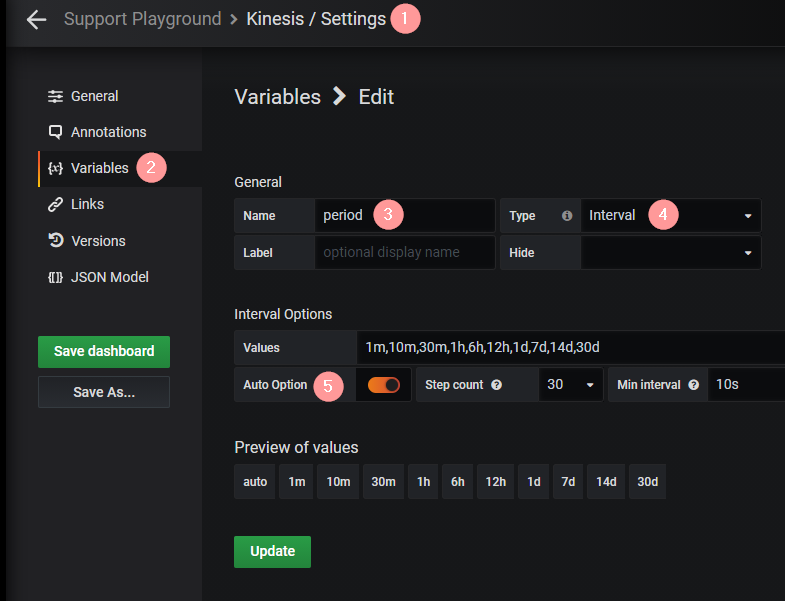 Support Playground > Kinesis / Settings 1
General
Annotations
{x} Variables 2
Links
Versions
{[]} JSON Model
Save dashboard
Save As...
Variables > Edit
General
Name period 3 Type Interval 4
Label optional display name Hide
Interval Options
Values 1m,10m,30m,1h,6h,12h,1d,7d,14d,30d
Auto Option 5 Step count ? 30 Min interval ? 10s
Preview of values
auto 1m 10m 30m 1h 6h 12h 1d 7d 14d 30d
Update